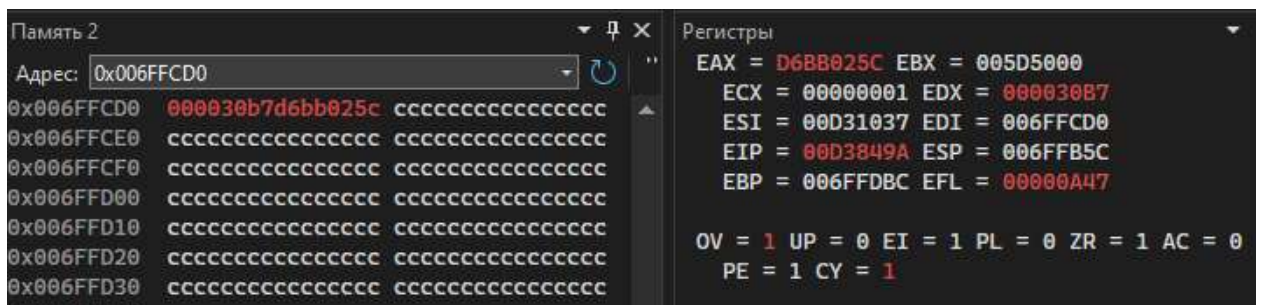 Память 2
Адрес: 0x006FFCD0
0x006FFCD0 000030b7d6bb025c cccccccccccccccc
0x006FFCE0 cccccccccccccccc cccccccccccccccc
0x006FFCF0 cccccccccccccccc cccccccccccccccc
0x006FFD00 cccccccccccccccc cccccccccccccccc
0x006FFD10 cccccccccccccccc cccccccccccccccc
0x006FFD20 cccccccccccccccc cccccccccccccccc
0x006FFD30 cccccccccccccccc cccccccccccccccc
Регистры
EAX = D6BB025C EBX = 005D5000
ECX = 00000001 EDX = 000030B7
ESI = 00D31037 EDI = 006FFCD0
EIP = 00D3849A ESP = 006FFB5C
EBP = 006FFDBC EFL = 00000A47
OV = 1 UP = 0 EI = 1 PL = 0 ZR = 1 AC = 0
PE = 1 CY = 1